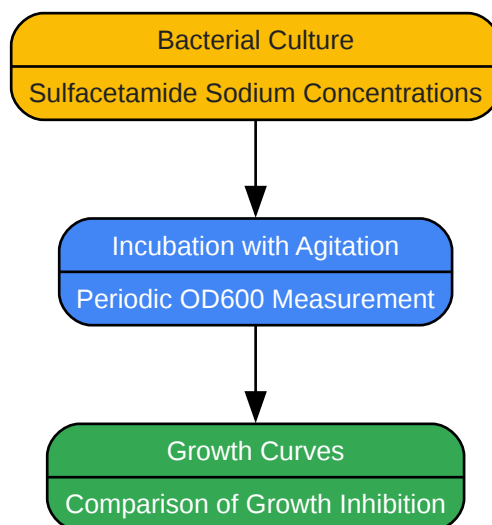 Bacterial Culture
Sulfacetamide Sodium Concentrations
Incubation with Agitation
Periodic OD600 Measurement
Growth Curves
Comparison of Growth Inhibition